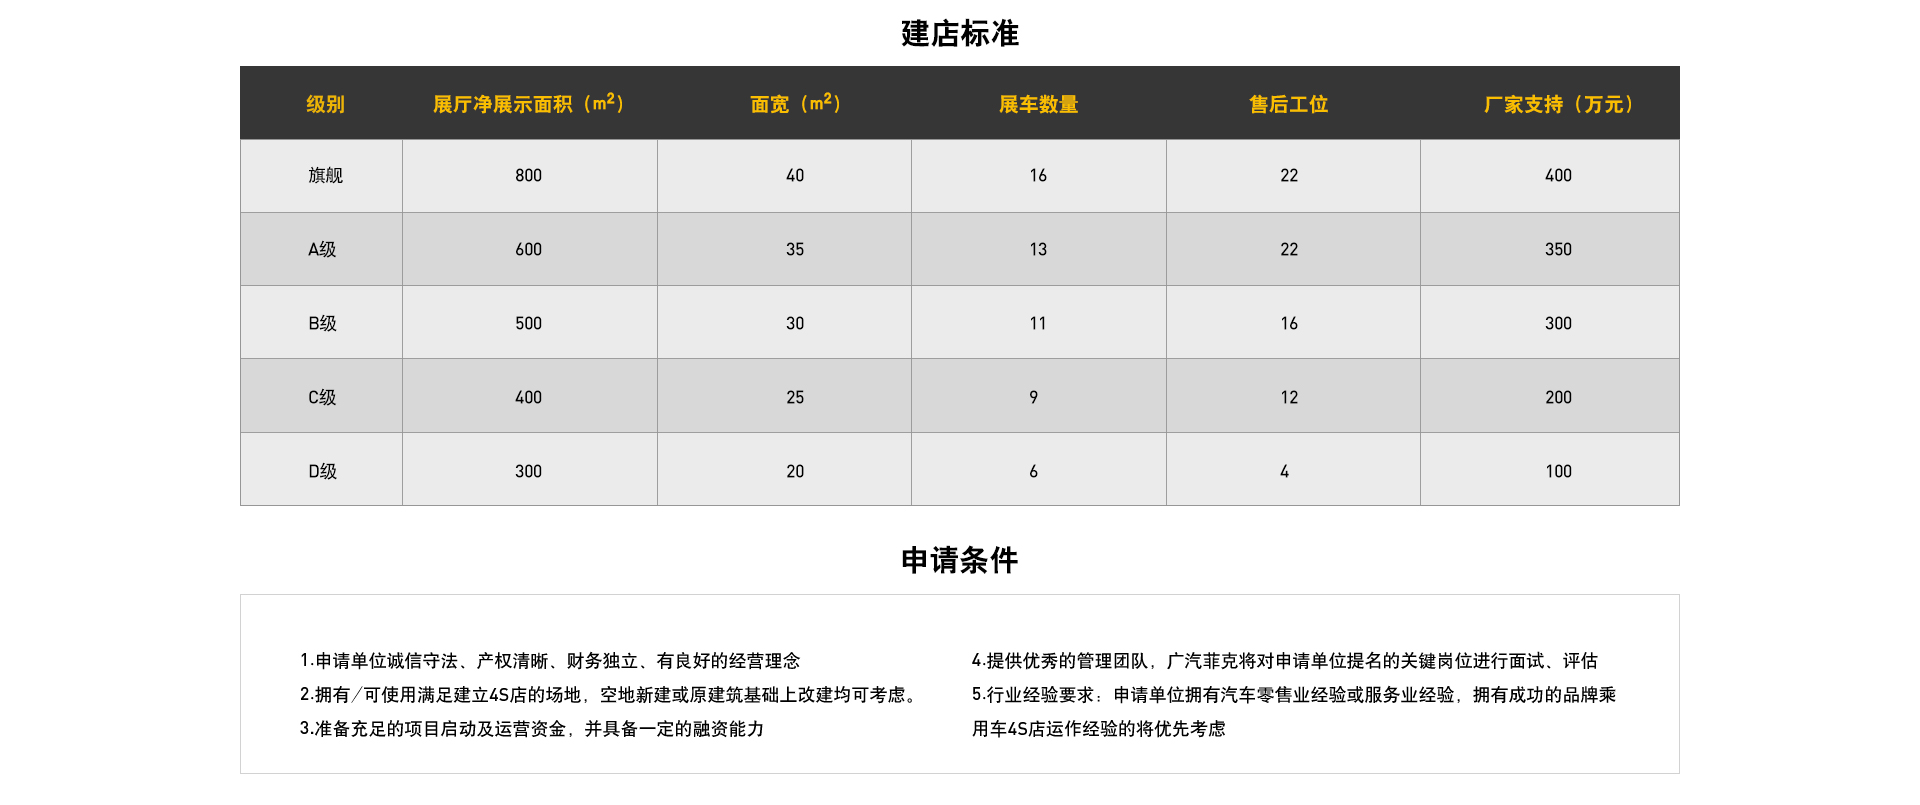 建店标准
级别 展厅净展示面积（m²） 面宽（m²） 展车数量 售后工位 厂家支持（万元）
旗舰 800 40 16 22 400
A级 600 35 13 22 350
B级 500 30 11 16 300
C级 400 25 9 12 200
D级 300 20 6 4 100
申请条件
1.申请单位诚信守法、产权清晰、财务独立、有良好的经营理念
2.拥有/可使用满足建立4S店的场地，空地新建或原建筑基础上改建均可考虑。
3.准备充足的项目启动及运营资金，并具备一定的融资能力
4.提供优秀的管理团队，广汽菲克将对申请单位提名的关键岗位进行面试、评估
5.行业经验要求：申请单位拥有汽车零售业经验或服务业经验，拥有成功的品牌乘
用车4S店运作经验的将优先考虑